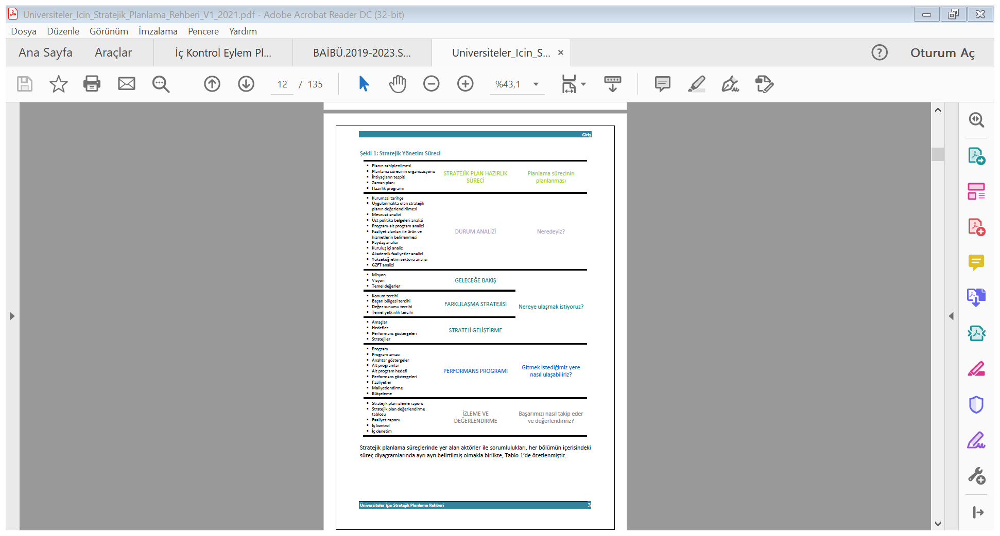 Universiteler_Icin_Stratejik_Planlama_Rehberi_V1_2021.pdf - Adobe Acrobat Reader DC (32-bit)
Dosya Düzenle Görünüm İmzalama Pencere Yardım
Ana Sayfa Araçlar İç Kontrol Eylem Pl... BAİBÜ.2019-2023.S... Universiteler_Icin_S... Oturum Aç
12 / 135 %43,1
Giriş
Şekil 1: Stratejik Yönetim Süreci
▪ Planın sahiplenilmesi
▪ Planlama sürecinin organizasyonu
▪ İhtiyaçların tespiti
▪ Zaman planı
▪ Hazırlık programı
STRATEJİK PLAN HAZIRLIK
SÜRECİ
Planlama sürecinin
planlanması
▪ Kurumsal tarihçe
▪ Uygulanmakta olan stratejik
planın değerlendirilmesi
▪ Mevzuat analizi
▪ Üst politika belgeleri analizi
▪ Program-alt program analizi
▪ Faaliyet alanları ile ürün ve
hizmetlerin belirlenmesi
▪ Paydaş analizi
▪ Kuruluş içi analiz
▪ Akademik faaliyetler analizi
▪ Yükseköğretim sektörü analizi
▪ GZFT analizi
DURUM ANALİZİ
Neredeyiz?
▪ Misyon
▪ Vizyon
▪ Temel değerler
GELECEĞE BAKIŞ
▪ Konum tercihi
▪ Başarı bölgesi tercihi
▪ Değer sunumu tercihi
▪ Temel yetkinlik tercihi
FARKLILAŞMA STRATEJİSİ
Nereye ulaşmak istiyoruz?
▪ Amaçlar
▪ Hedefler
▪ Performans göstergeleri
▪ Stratejiler
STRATEJİ GELİŞTİRME
▪ Program
▪ Program amacı
▪ Anahtar göstergeler
▪ Alt programlar
▪ Alt program hedefi
▪ Performans göstergeleri
▪ Faaliyetler
▪ Maliyetlendirme
▪ Bütçeleme
PERFORMANS PROGRAMI
Gitmek istediğimiz yere
nasıl ulaşabiliriz?
▪ Stratejik plan izleme raporu
▪ Stratejik plan değerlendirme
tablosu
▪ Faaliyet raporu
▪ İç kontrol
▪ İç denetim
İZLEME VE
DEĞERLENDİRME
Başarımızı nasıl takip eder
ve değerlendiririz?
Stratejik planlama süreçlerinde yer alan aktörler ile sorumlulukları, her bölümün içerisindeki
süreç diyagramlarında ayrı ayrı belirtilmiş olmakla birlikte, Tablo 1'de özetlenmiştir.
Üniversiteler İçin Stratejik Planlama Rehberi 3